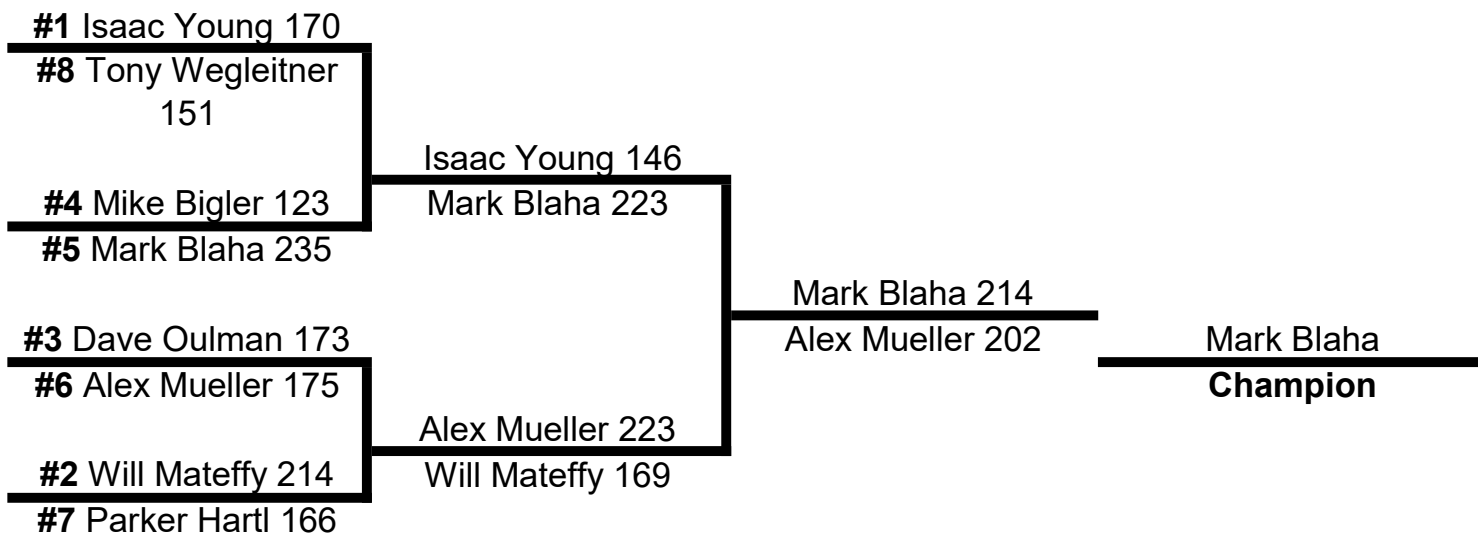 #1 Isaac Young 170
#8 Tony Wegleitner
151
#4 Mike Bigler 123
#5 Mark Blaha 235
#3 Dave Oulman 173
#6 Alex Mueller 175
#2 Will Mateffy 214
#7 Parker Hartl 166
Isaac Young 146
Mark Blaha 223
Alex Mueller 223
Will Mateffy 169
Mark Blaha 214
Alex Mueller 202
Mark Blaha
Champion